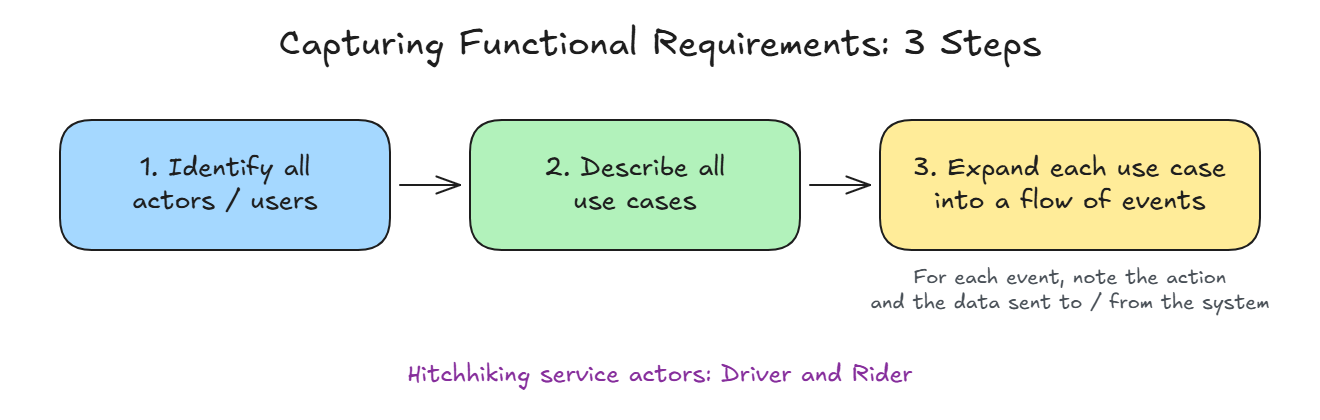 Capturing Functional Requirements: 3 Steps
1. Identify all
actors / users
2. Describe all
use cases
3. Expand each use case
into a flow of events
For each event, note the action
and the data sent to / from the system
Hitchhiking service actors: Driver and Rider